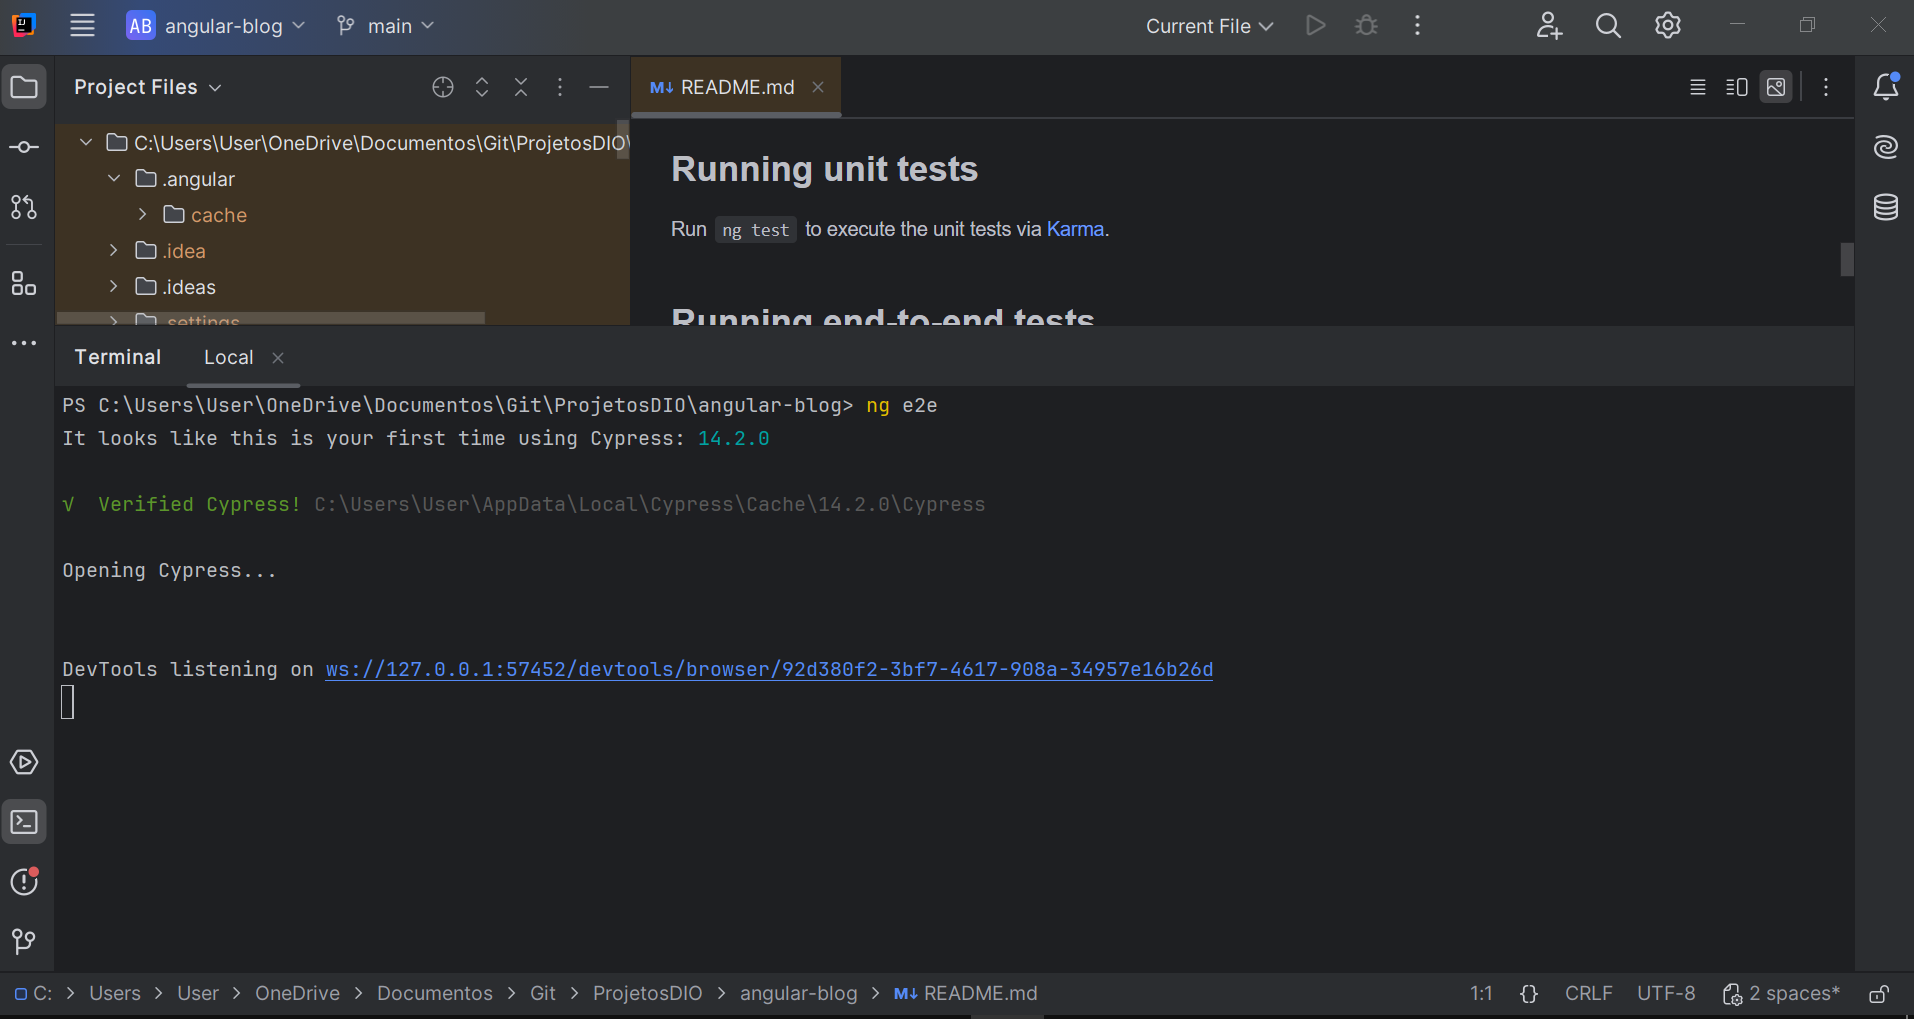 AB angular-blog main Current File
Project Files
README.md
C:\Users\User\OneDrive\Documentos\Git\ProjetosDIO\
.angular
cache
.idea
.ideas
.settings
Running unit tests
Run ng test to execute the unit tests via Karma.
Running end-to-end tests
Terminal Local
PS C:\Users\User\OneDrive\Documentos\Git\ProjetosDIO\angular-blog> ng e2e
It looks like this is your first time using Cypress: 14.2.0
√ Verified Cypress! C:\Users\User\AppData\Local\Cypress\Cache\14.2.0\Cypress
Opening Cypress...
DevTools listening on ws://127.0.0.1:57452/devtools/browser/92d380f2-3bf7-4617-908a-34957e16b26d
C: > Users > User > OneDrive > Documentos > Git > ProjetosDIO > angular-blog > M↓ README.md 1:1 {} CRLF UTF-8 2 spaces*